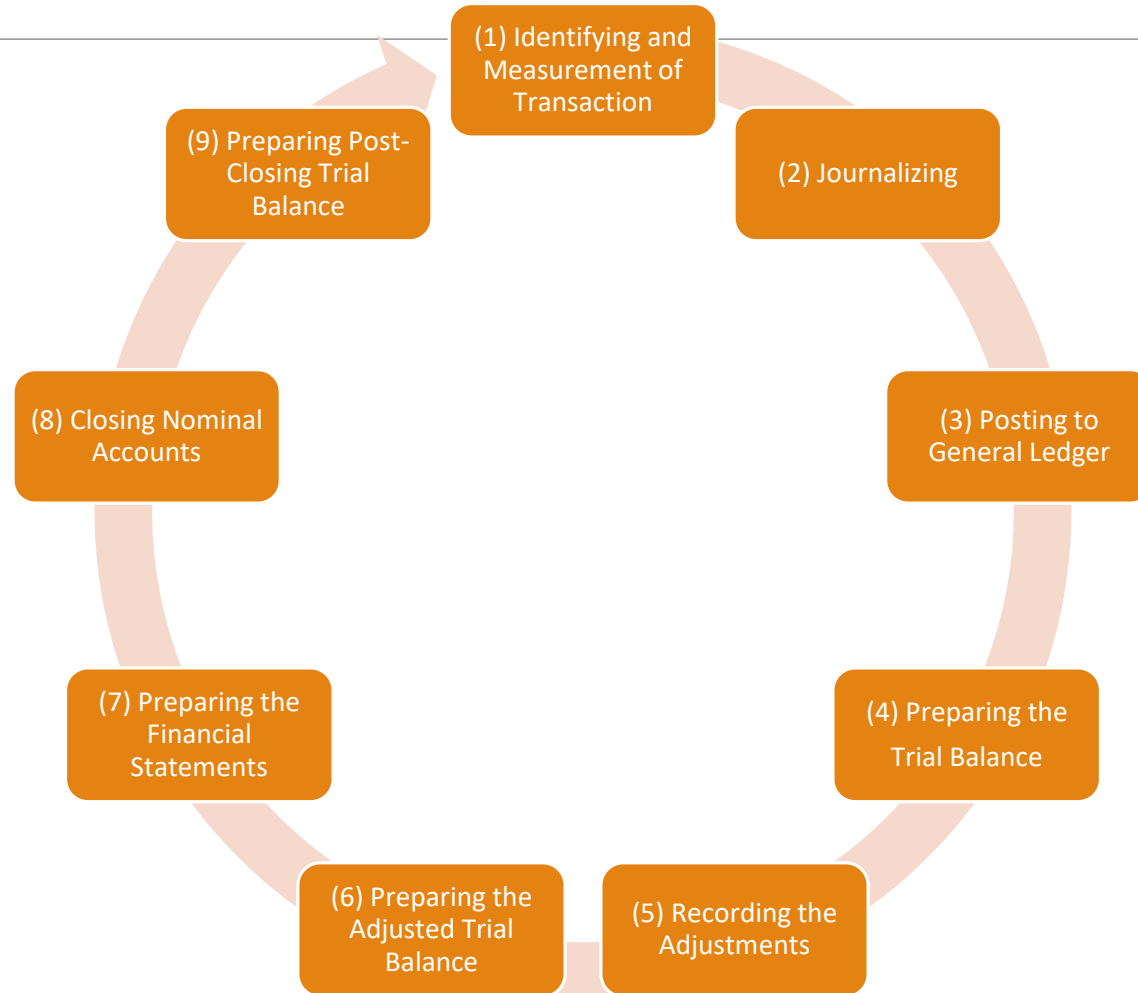 (1) Identifying and
Measurement of
Transaction
(2) Journalizing
(3) Posting to
General Ledger
(4) Preparing the
Trial Balance
(5) Recording the
Adjustments
(6) Preparing the
Adjusted Trial
Balance
(7) Preparing the
Financial
Statements
(8) Closing Nominal
Accounts
(9) Preparing Post-
Closing Trial
Balance